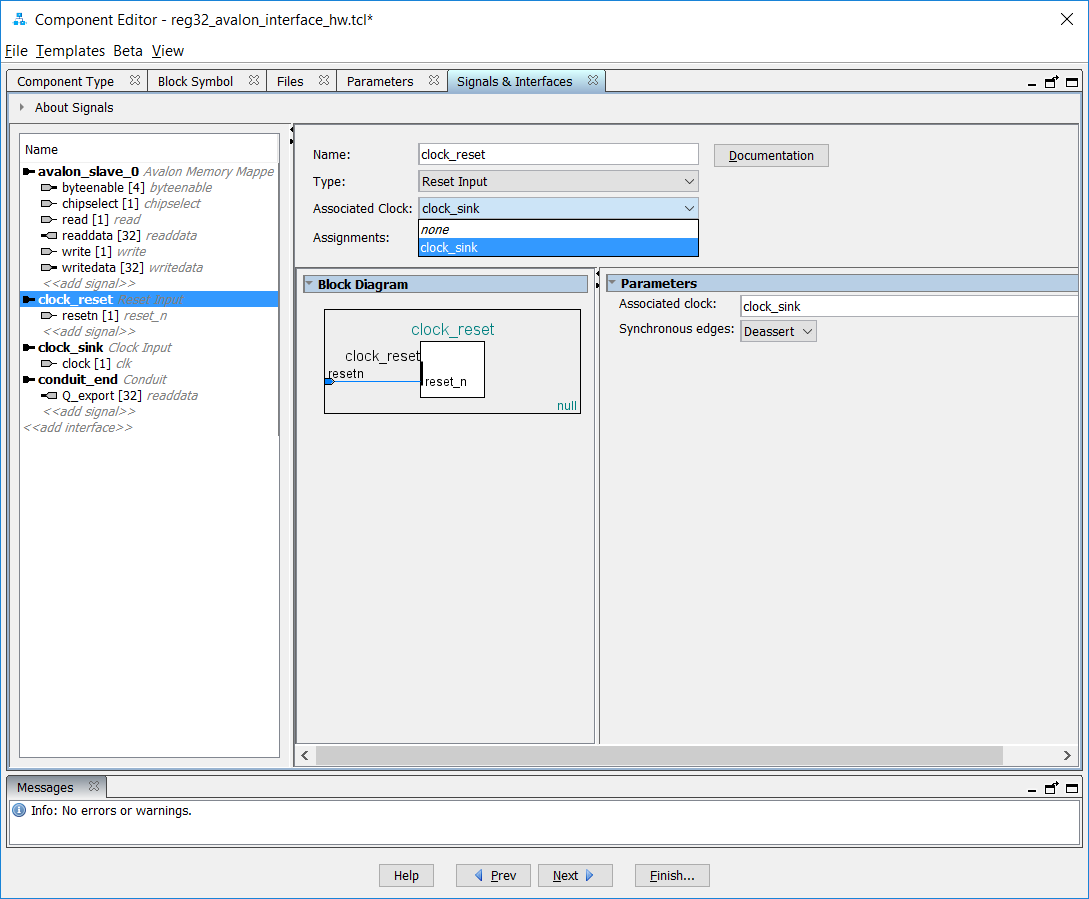 Component Editor - reg32_avalon_interface_hw.tcl*
File Templates Beta View
Component Type Block Symbol Files Parameters Signals & Interfaces
About Signals
Name
avalon_slave_0 Avalon Memory Mappe
byteenable [4] byteenable
chipselect [1] chipselect
read [1] read
readdata [32] readdata
write [1] write
writedata [32] writedata
<<add signal>>
clock_reset Reset Input
resetn [1] reset_n
<<add signal>>
clock_sink Clock Input
clock [1] clk
conduit_end Conduit
Q_export [32] readdata
<<add signal>>
<<add interface>>
Name: clock_reset Documentation
Type: Reset Input
Associated Clock: clock_sink
none
Assignments:
clock_sink
Block Diagram
clock_reset
clock_reset
resetn
reset_n
null
Parameters
Associated clock: clock_sink
Synchronous edges: Deassert
Messages
Info: No errors or warnings.
Help Prev Next Finish...